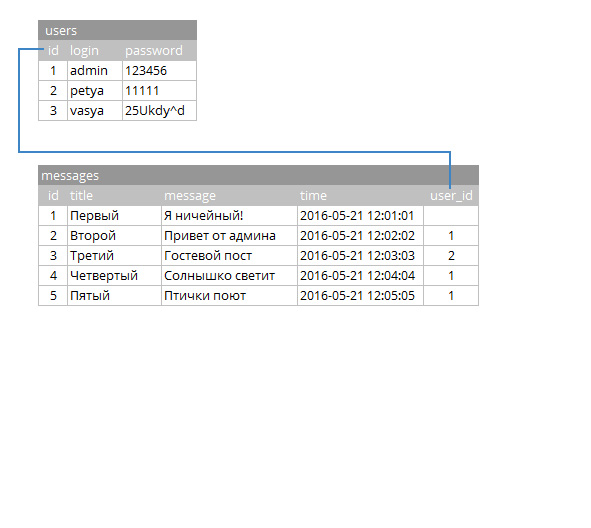 users
id login password
1 admin 123456
2 petya 11111
3 vasya 25Ukdy^d
messages
id title message time user_id
1 Первый Я ничейный! 2016-05-21 12:01:01
2 Второй Привет от админа 2016-05-21 12:02:02 1
3 Третий Гостевой пост 2016-05-21 12:03:03 2
4 Четвертый Солнышко светит 2016-05-21 12:04:04 1
5 Пятый Птички поют 2016-05-21 12:05:05 1